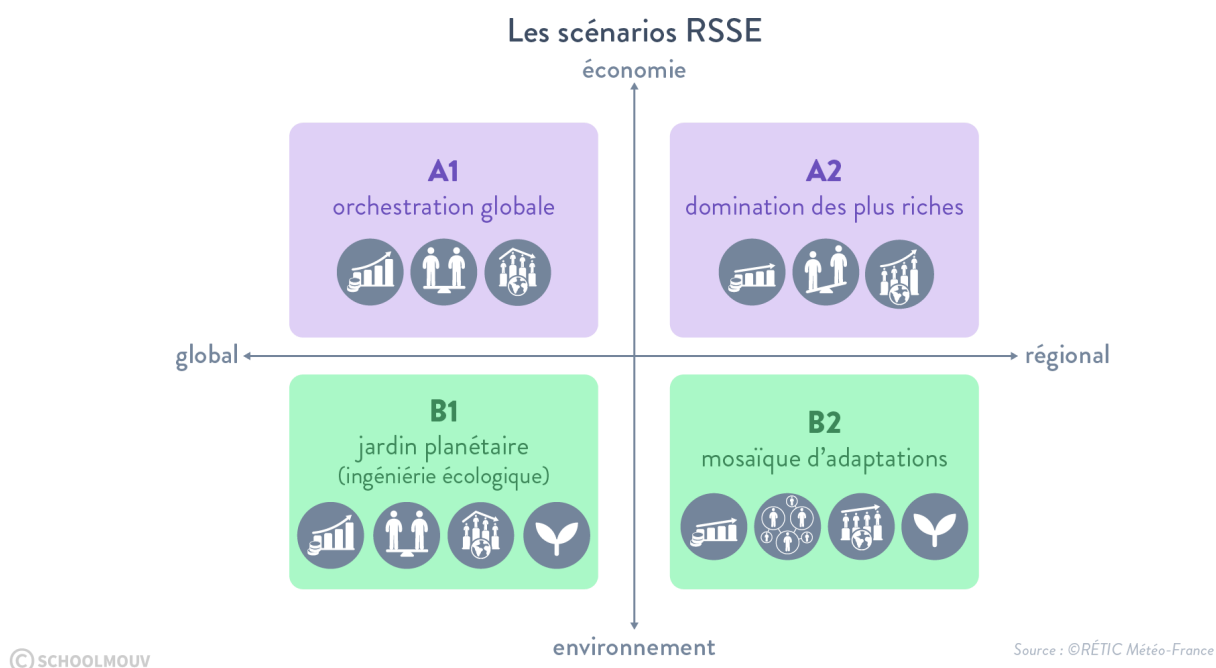 Les scénarios RSSE
économie
A1
orchestration globale
A2
domination des plus riches
global
régional
B1
jardin planétaire
(ingéniérie écologique)
B2
mosaïque d'adaptations
environnement
© SCHOOLMOUV
Source : ©RÉTIC Météo-France